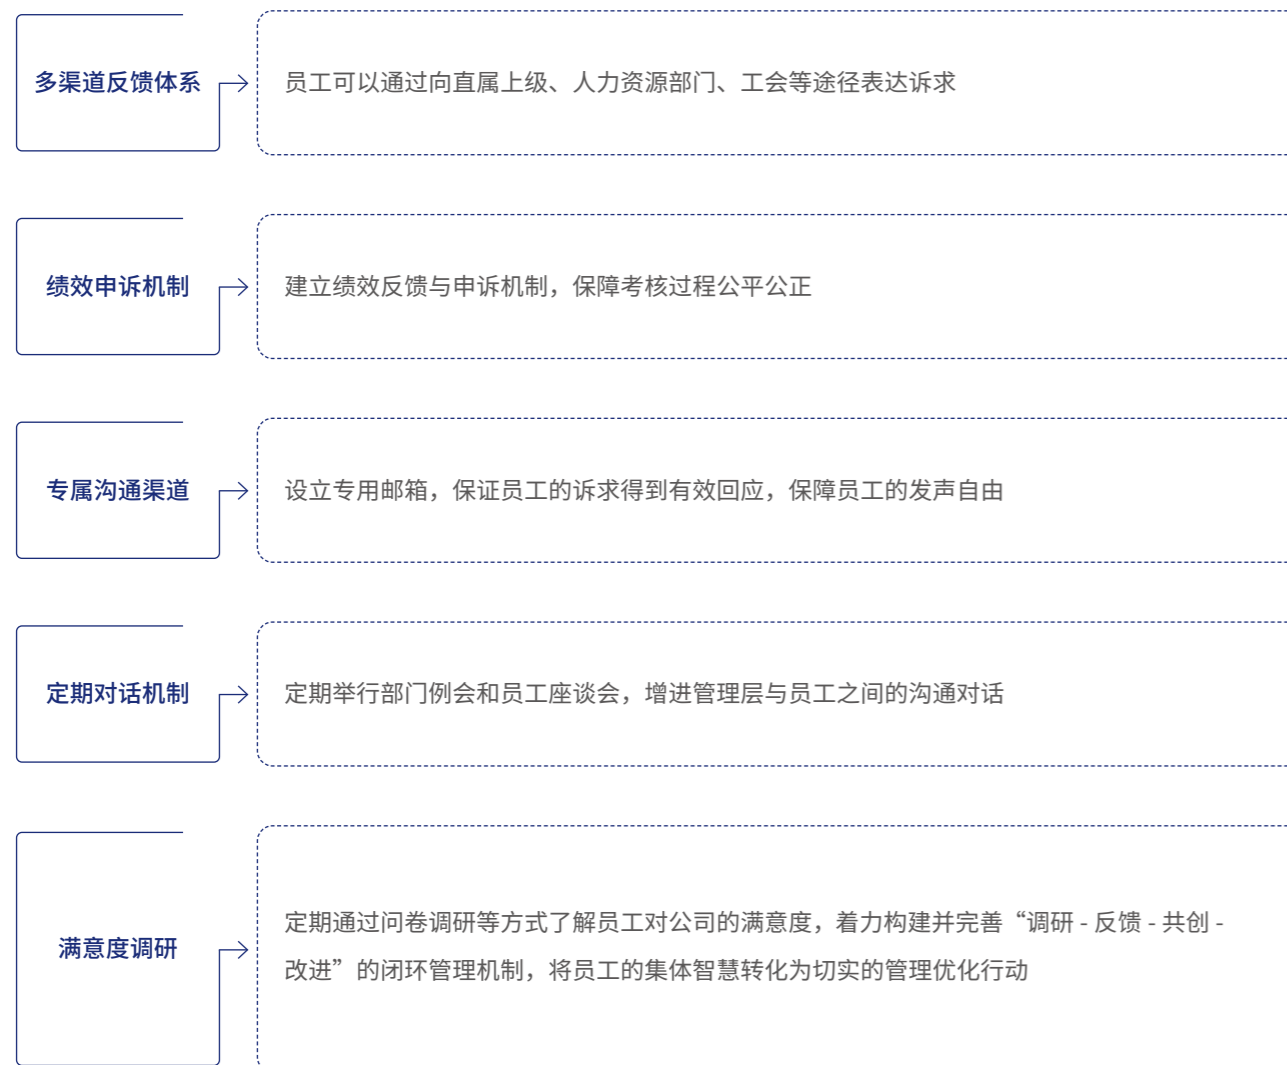 多渠道反馈体系
员工可以通过向直属上级、人力资源部门、工会等途径表达诉求
绩效申诉机制
建立绩效反馈与申诉机制，保障考核过程公平公正
专属沟通渠道
设立专用邮箱，保证员工的诉求得到有效回应，保障员工的发声自由
定期对话机制
定期举行部门例会和员工座谈会，增进管理层与员工之间的沟通对话
满意度调研
定期通过问卷调研等方式了解员工对公司的满意度，着力构建并完善“调研 - 反馈 - 共创 -
改进”的闭环管理机制，将员工的集体智慧转化为切实的管理优化行动